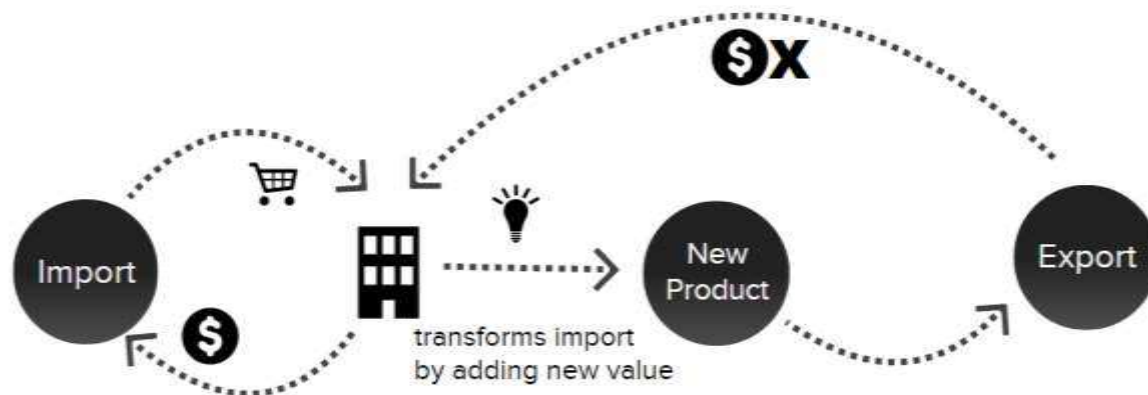 $X
Import
$
New
Product
Export
transforms import
by adding new value